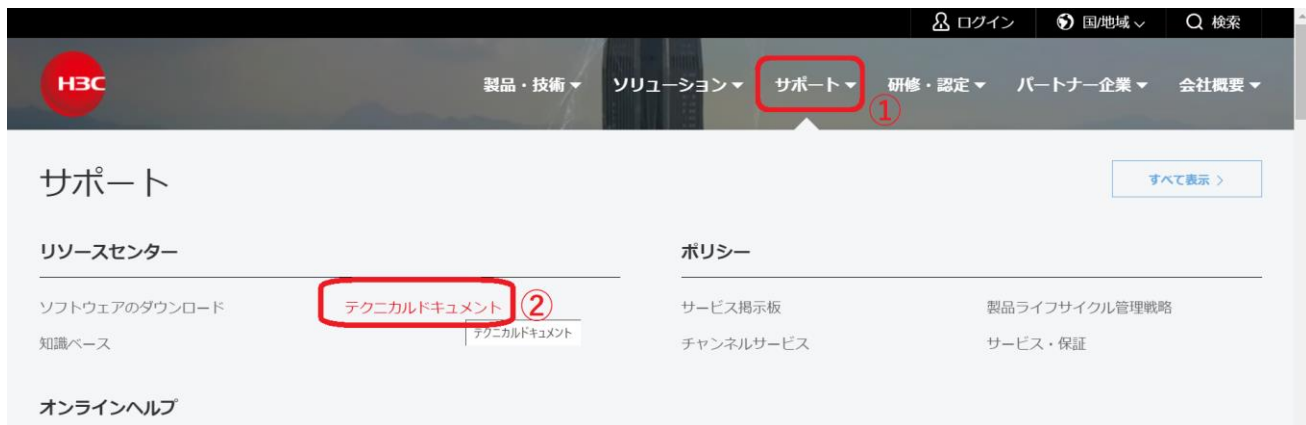 ログイン 国/地域 検索
H3C 製品・技術 ソリューション サポート 研修・認定 パートナー企業 会社概要
①
サポート すべて表示 >
リソースセンター ポリシー
ソフトウェアのダウンロード テクニカルドキュメント ② サービス掲示板 製品ライフサイクル管理戦略
テクニカルドキュメント
知識ベース チャンネルサービス サービス・保証
オンラインヘルプ